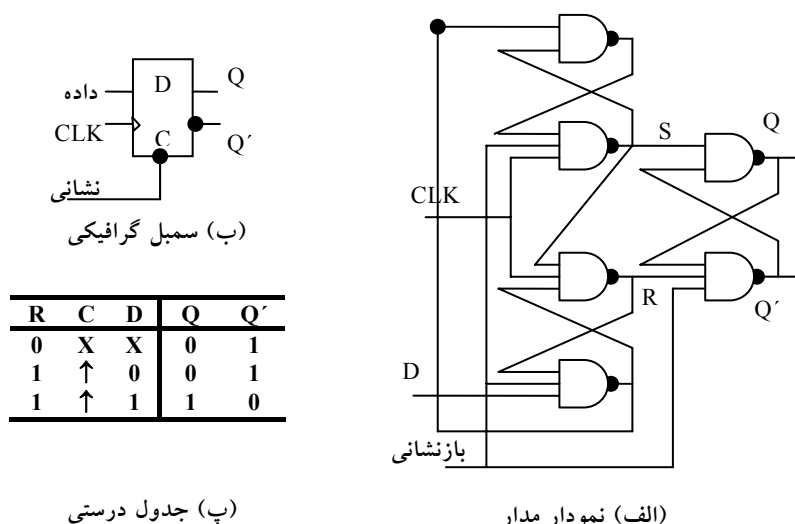 داده
CLK
نشانی
D
C
Q
Q´
(ب) سمبل گرافیکی
R C D Q Q´
0 X X 0 1
1 ↑ 0 0 1
1 ↑ 1 1 0
(پ) جدول درستی
CLK
D
بازنشانی
S
R
Q
Q´
(الف) نمودار مدار